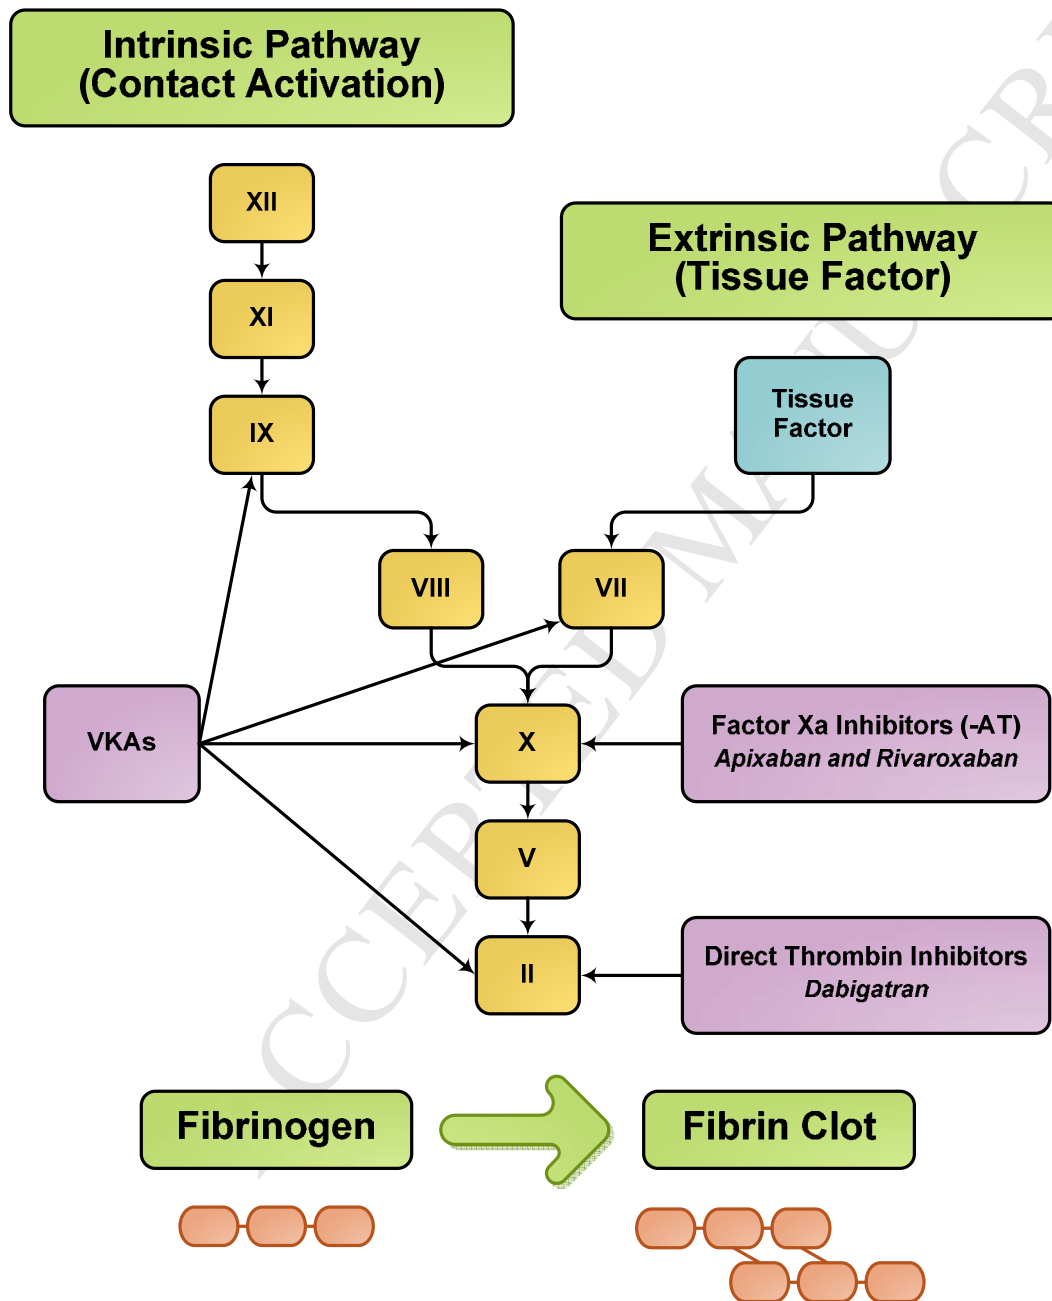 Intrinsic Pathway
(Contact Activation)
XII
Extrinsic Pathway
(Tissue Factor)
XI
Tissue
Factor
IX
VIII
VII
VKAs
X
Factor Xa Inhibitors (-AT)
Apixaban and Rivaroxaban
V
II
Direct Thrombin Inhibitors
Dabigatran
Fibrinogen
Fibrin Clot